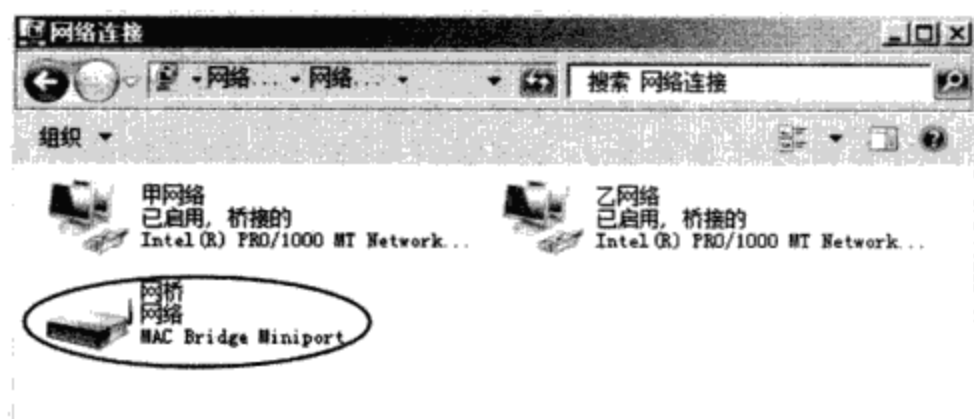 网络连接
网络... 网络...
搜索 网络连接
组织
甲网络
已启用, 桥接的
Intel(R) PRO/1000 MT Network...
乙网络
已启用, 桥接的
Intel(R) PRO/1000 MT Network...
网桥
网络
MAC Bridge Miniport